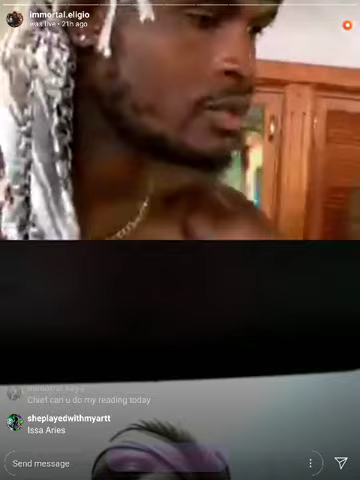 immortal.eligio
was live • 21h ago
Chief can u do my reading today
sheplayedwithmyartt
Issa Aries
Send message